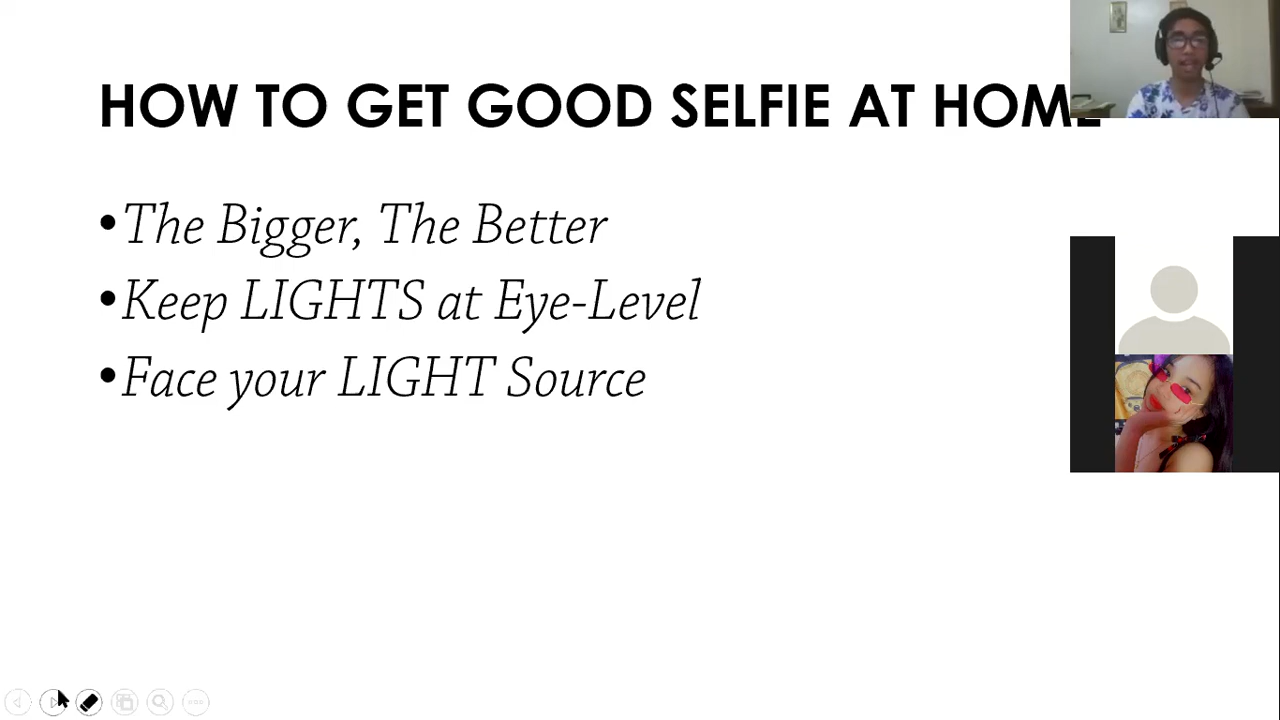 HOW TO GET GOOD SELFIE AT HOME
•The Bigger, The Better
•Keep LIGHTS at Eye-Level
•Face your LIGHT Source